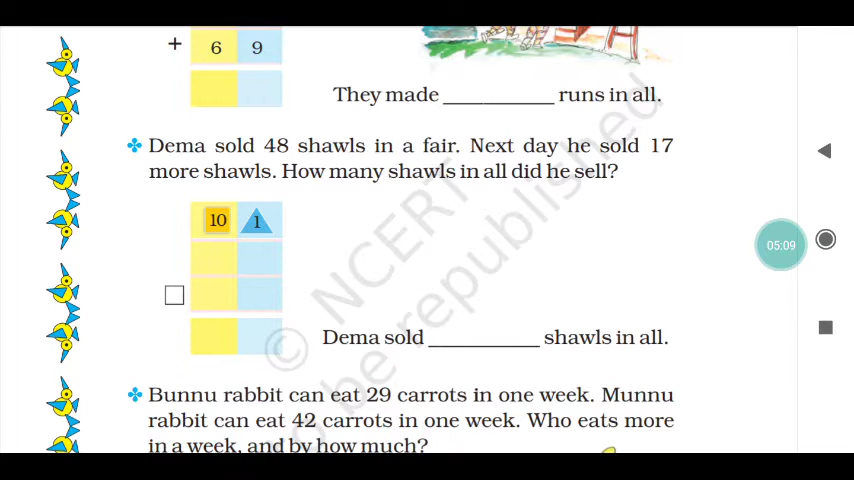 + 6 9
They made __________ runs in all.
Dema sold 48 shawls in a fair. Next day he sold 17
more shawls. How many shawls in all did he sell?
10 1
Dema sold __________ shawls in all.
Bunnu rabbit can eat 29 carrots in one week. Munnu
rabbit can eat 42 carrots in one week. Who eats more
in a week, and by how much?
© NCERT
to be republished
05:09